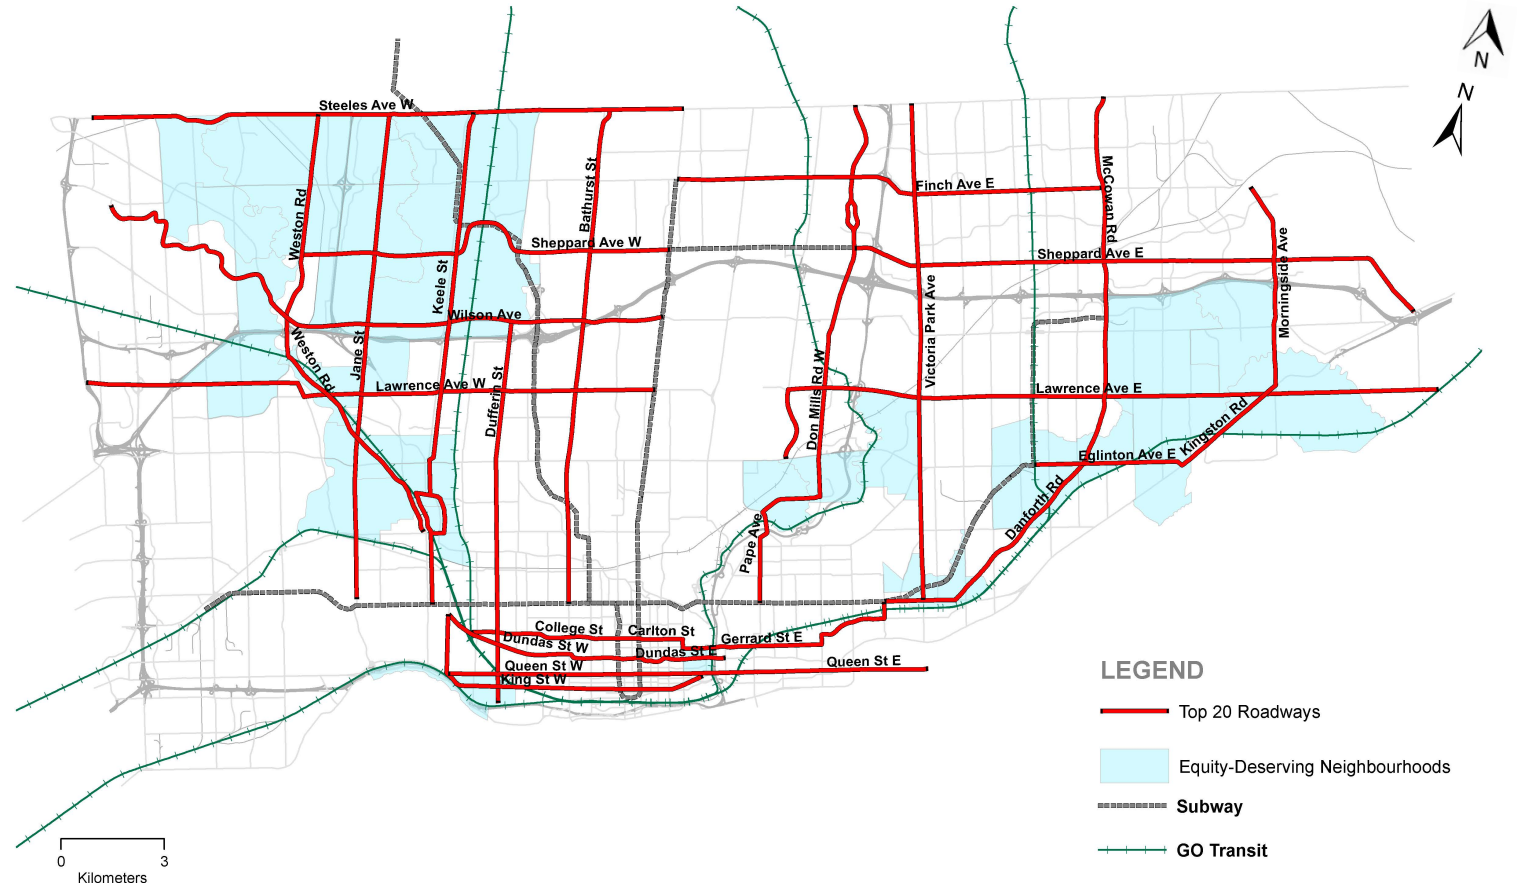 N
N
Steeles Ave W
McCowan Rd
Bathurst St
Finch Ave E
Weston Rd
Sheppard Ave W
Sheppard Ave E
Morningside Ave
Keele St
Victoria Park Ave
Wilson Ave
Weston Rd
Jane St
Lawrence Ave W
Lawrence Ave E
Dufferin St
Don Mills Rd W
Kingston Rd
Eglinton Ave E
Danforth Rd
Pape Ave
College St
Carlton St
Dundas St W
Gerrard St E
Dundas St E
Queen St W
Queen St E
King St W
LEGEND
Top 20 Roadways
Equity-Deserving Neighbourhoods
Subway
GO Transit
0 3
Kilometers